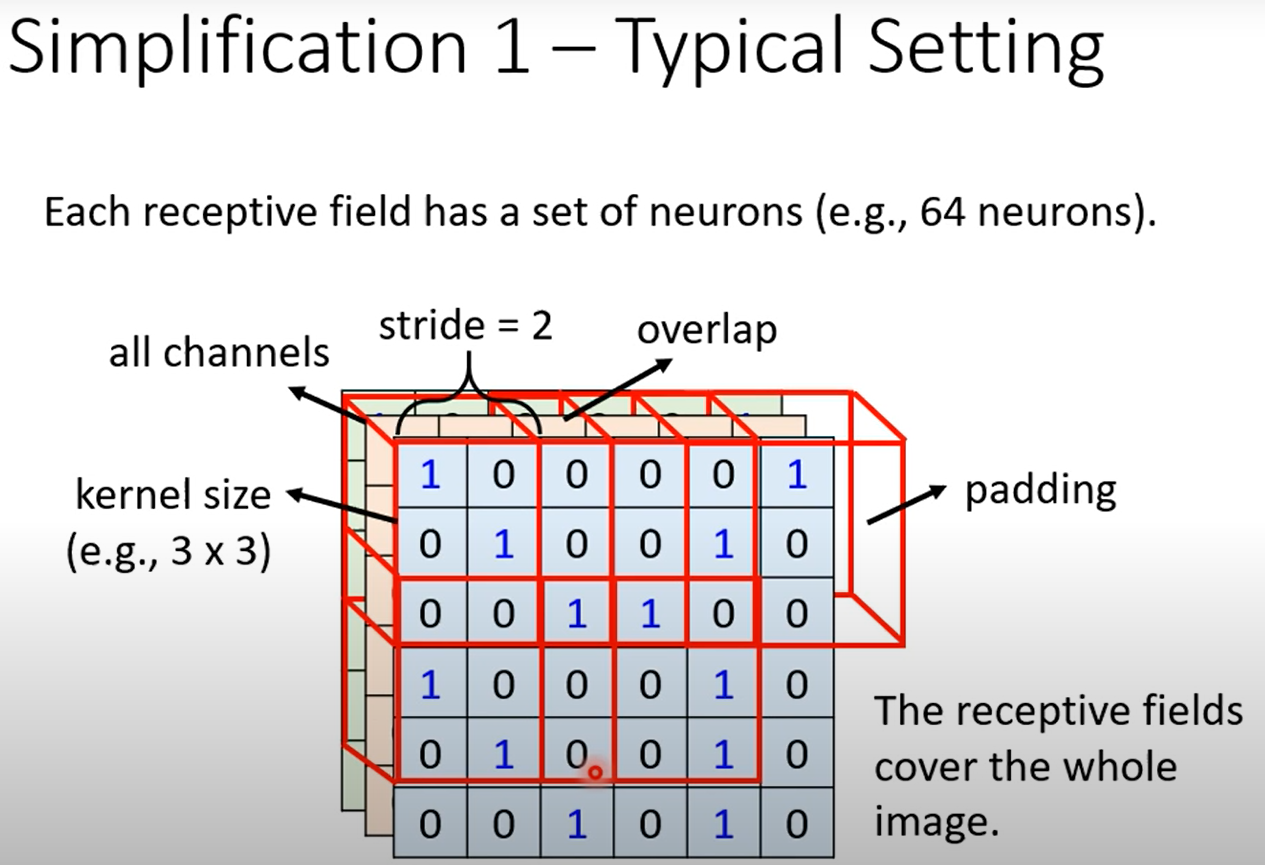 Simplification 1 – Typical Setting
Each receptive field has a set of neurons (e.g., 64 neurons).
all channels
stride = 2
overlap
kernel size
(e.g., 3 x 3)
padding
1 0 0 0 0 1
0 1 0 0 1 0
0 0 1 1 0 0
1 0 0 0 1 0
0 1 0 0 1 0
0 0 1 0 1 0
The receptive fields
cover the whole
image.